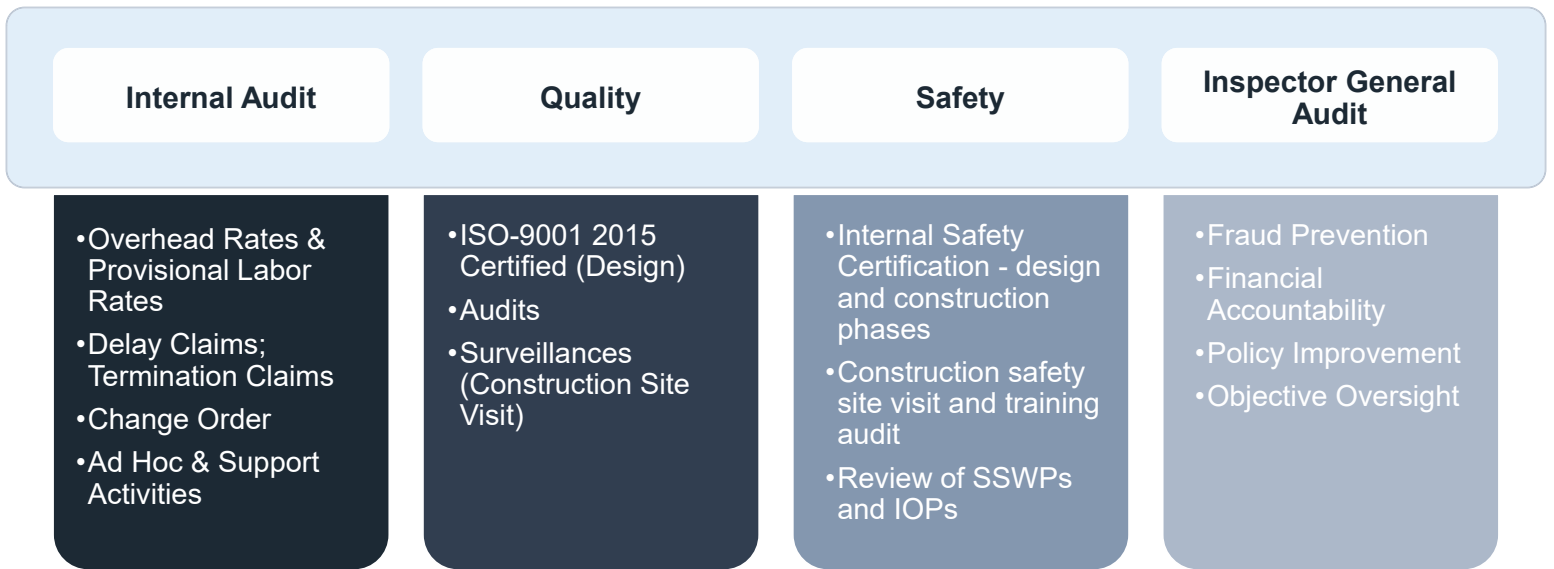 Internal Audit
Quality
Safety
Inspector General
Audit
•Overhead Rates &
Provisional Labor
Rates
•Delay Claims;
Termination Claims
•Change Order
•Ad Hoc & Support
Activities
•ISO-9001 2015
Certified (Design)
•Audits
•Surveillances
(Construction Site
Visit)
•Internal Safety
Certification - design
and construction
phases
•Construction safety
site visit and training
audit
•Review of SSWPs
and IOPs
•Fraud Prevention
•Financial
Accountability
•Policy Improvement
•Objective Oversight